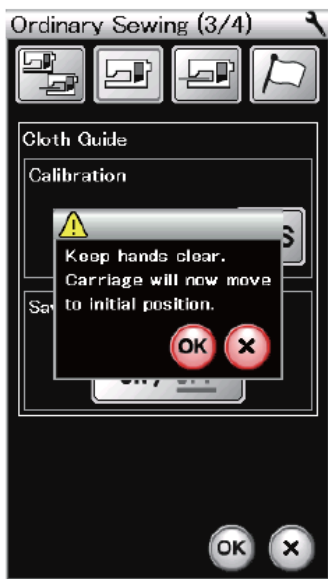 Ordinary Sewing (3/4)
Cloth Guide
Calibration
Keep hands clear.
Carriage will now move
to initial position.
OK
OK